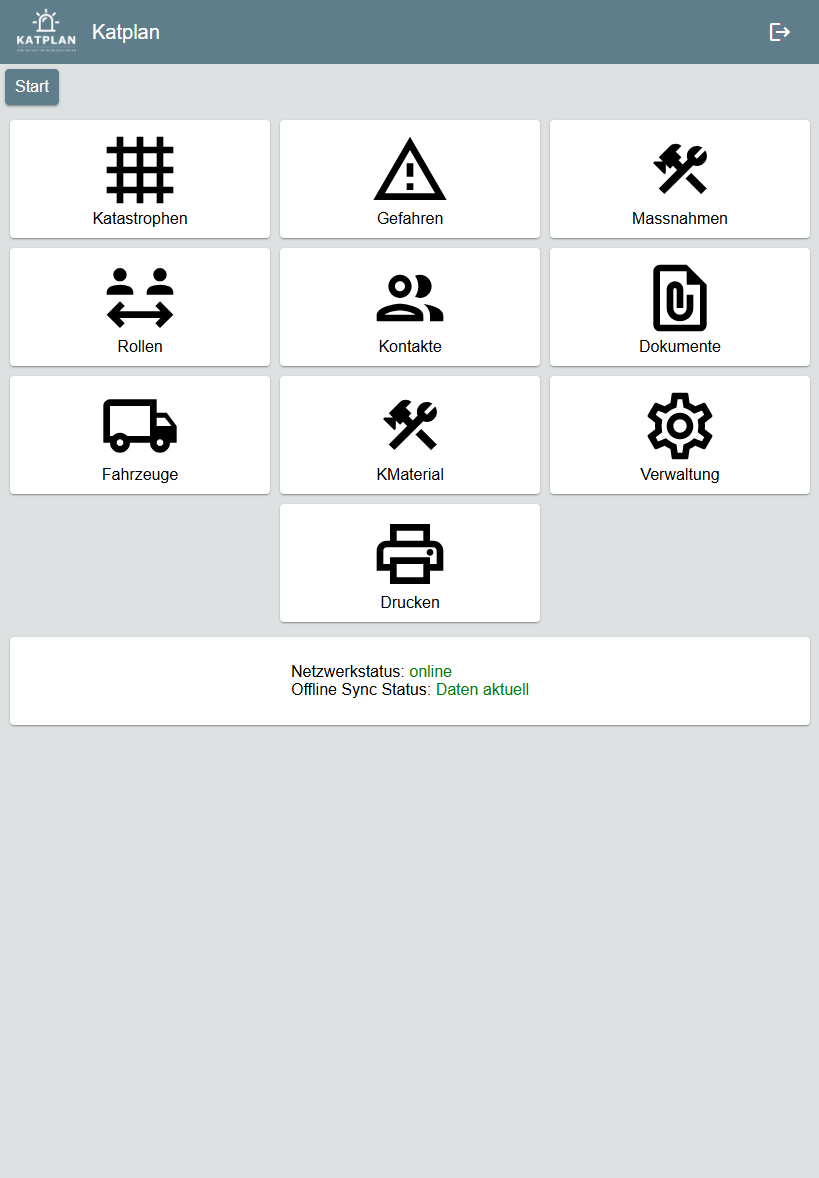 KATPLAN
Katplan
Start
Katastrophen
Gefahren
Massnahmen
Rollen
Kontakte
Dokumente
Fahrzeuge
KMaterial
Verwaltung
Drucken
Netzwerkstatus: online
Offline Sync Status: Daten aktuell